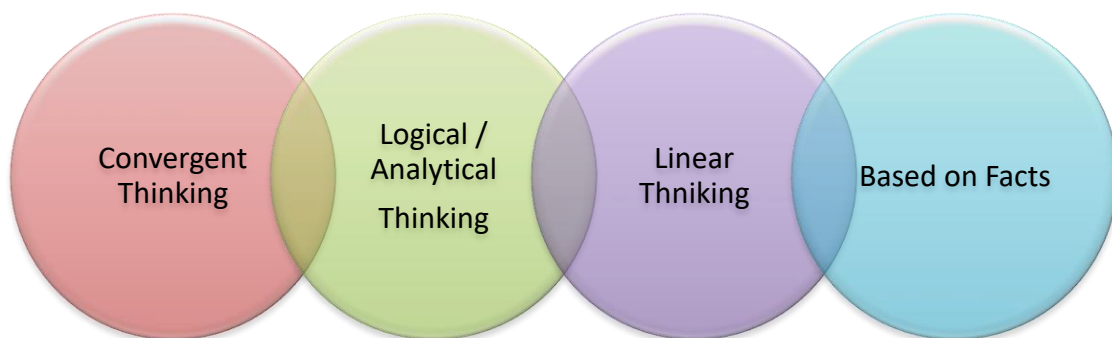 Convergent
Thinking
Logical /
Analytical
Thinking
Linear
Thniking
Based on Facts